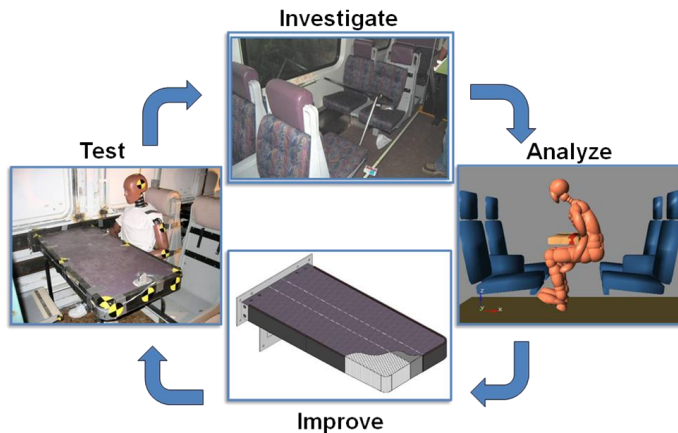 Investigate
Test
Analyze
Improve
Z
Y
X